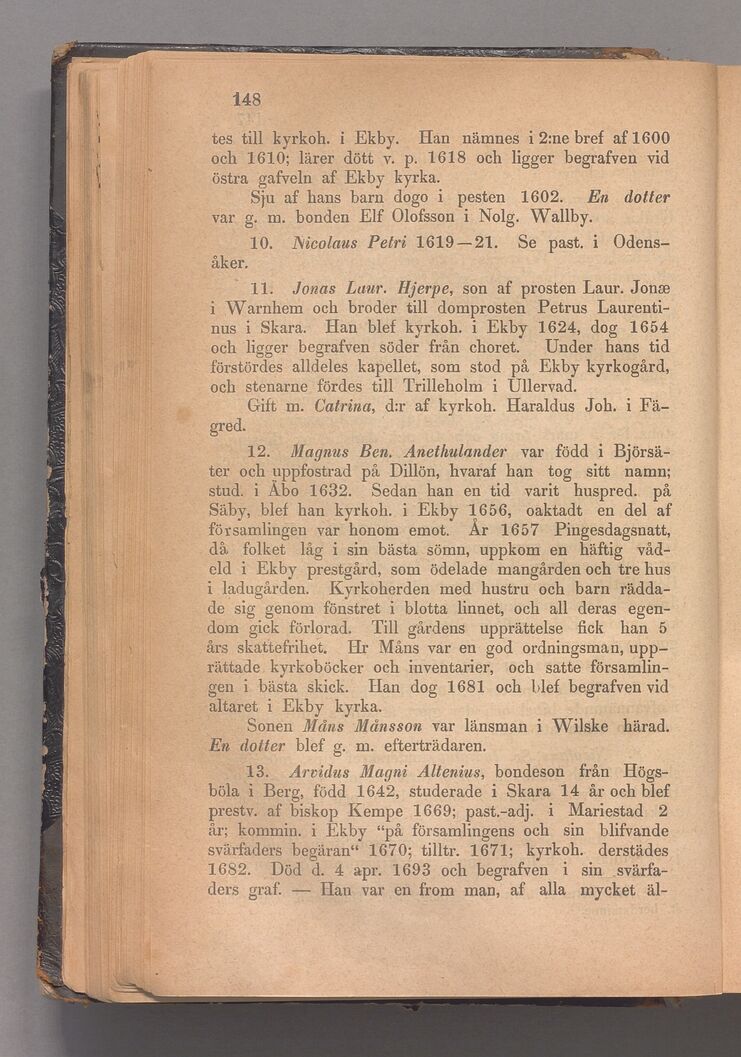 148
tes till kyrkoh. i Ekby. Han nämnes i 2:ne bref af 1600
och 1610; lärer dött v. p. 1618 och ligger begrafven vid
östra gafveln af Ekby kyrka.
Sju af hans barn dogo i pesten 1602. En dotter
var g. m. bonden Elf Olofsson i Nolg. Wallby.
10. Nicolaus Petri 1619—21. Se past. i Odens-
åker.
11. Jonas Laur. Hjerpe, son af prosten Laur. Jonæ
i Warnhem och broder till domprosten Petrus Laurenti-
nus i Skara. Han blef kyrkoh. i Ekby 1624, dog 1654
och ligger begrafven söder från choret. Under hans tid
förstördes alldeles kapellet, som stod på Ekby kyrkogård,
och stenarne fördes till Trilleholm i Ullervad.
Gift m. Catrina, d:r af kyrkoh. Haraldus Joh. i Fä-
gred.
12. Magnus Ben. Anethulander var född i Björsä-
ter och uppfostrad på Dillön, hvaraf han tog sitt namn;
stud. i Åbo 1632. Sedan han en tid varit huspred. på
Säby, blef han kyrkoh. i Ekby 1656, oaktadt en del af
församlingen var honom emot. År 1657 Pingesdagsnatt,
då folket låg i sin bästa sömn, uppkom en häftig våd-
eld i Ekby prestgård, som ödelade mangården och tre hus
i ladugården. Kyrkoherden med hustru och barn rädda-
de sig genom fönstret i blotta linnet, och all deras egen-
dom gick förlorad. Till gårdens upprättelse fick han 5
års skattefrihet. Hr Måns var en god ordningsman, upp-
rättade kyrkoböcker och inventarier, och satte församlin-
gen i bästa skick. Han dog 1681 och blef begrafven vid
altaret i Ekby kyrka.
Sonen Måns Månsson var länsman i Wilske härad.
En dotter blef g. m. efterträdaren.
13. Arvidus Magni Altenius, bondeson från Högs-
böla i Berg, född 1642, studerade i Skara 14 år och blef
prestv. af biskop Kempe 1669; past.-adj. i Mariestad 2
år; kommin. i Ekby “på församlingens och sin blifvande
svärfaders begäran“ 1670; tilltr. 1671; kyrkoh. derstädes
1682. Död d. 4 apr. 1693 och begrafven i sin svärfa-
ders graf. — Han var en from man, af alla mycket äl-